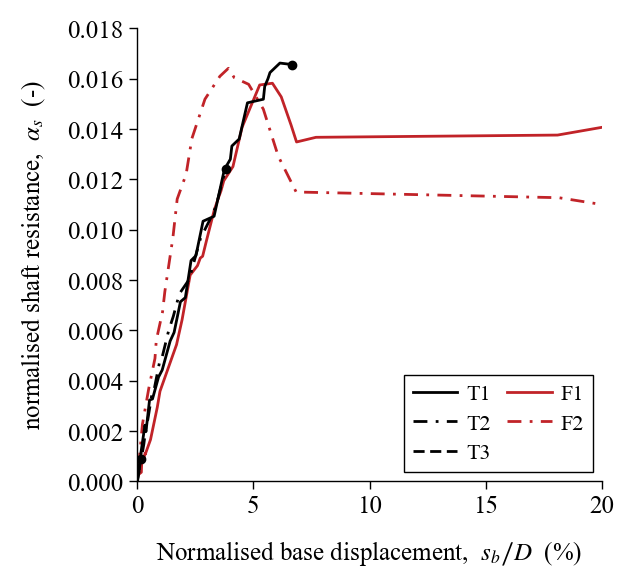 0.018
0.016
0.014
0.012
0.010
0.008
0.006
0.004
0.002
0.000
normalised shaft resistance, αₛ (-)
0 5 10 15 20
Normalised base displacement, s_b/D (%)
T1 F1
T2 F2
T3